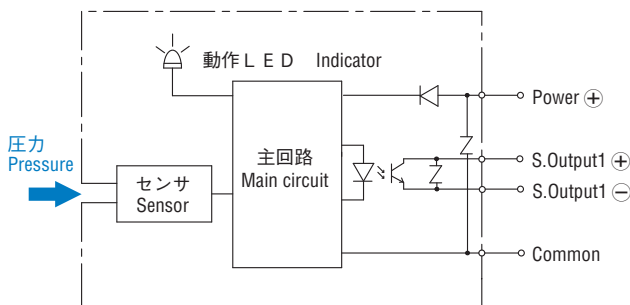 動作ＬＥＤ Indicator
Power ⊕
圧力
Pressure
主回路
Main circuit
S.Output1 ⊕
センサ
Sensor
S.Output1 ⊖
Common